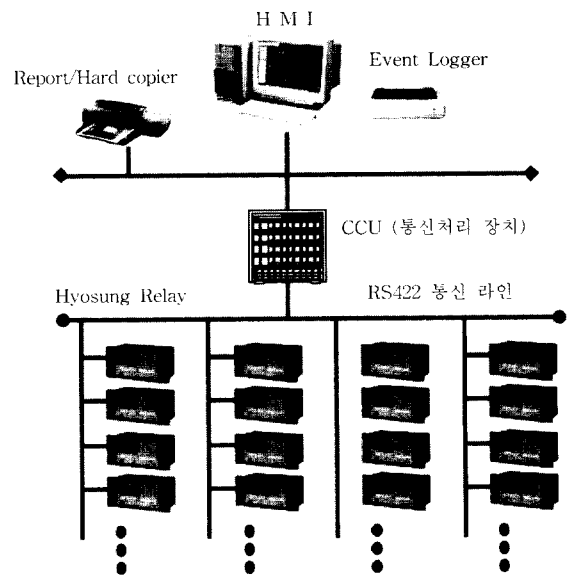 H M I
Report/Hard copier
Event Logger
CCU (통신처리 장치)
Hyosung Relay
RS422 통신 라인